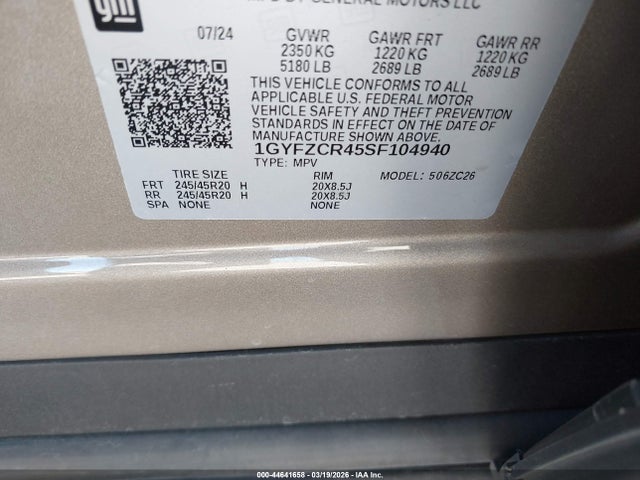 gm
GENERAL MOTORS LLC
07/24 GVWR GAWR FRT GAWR RR
2350 KG 1220 KG 1220 KG
5180 LB 2689 LB 2689 LB
THIS VEHICLE CONFORMS TO ALL
APPLICABLE U.S. FEDERAL MOTOR
VEHICLE SAFETY AND THEFT PREVENTION
STANDARDS IN EFFECT ON THE DATE OF
MANUFACTURE SHOWN ABOVE.
1GYFZCR45SF104940
TYPE: MPV
TIRE SIZE RIM MODEL: 506ZC26
FRT 245/45R20 H 20X8.5J
RR 245/45R20 H 20X8.5J
SPA NONE NONE
000-44641658 - 03/19/2026 - IAA Inc.